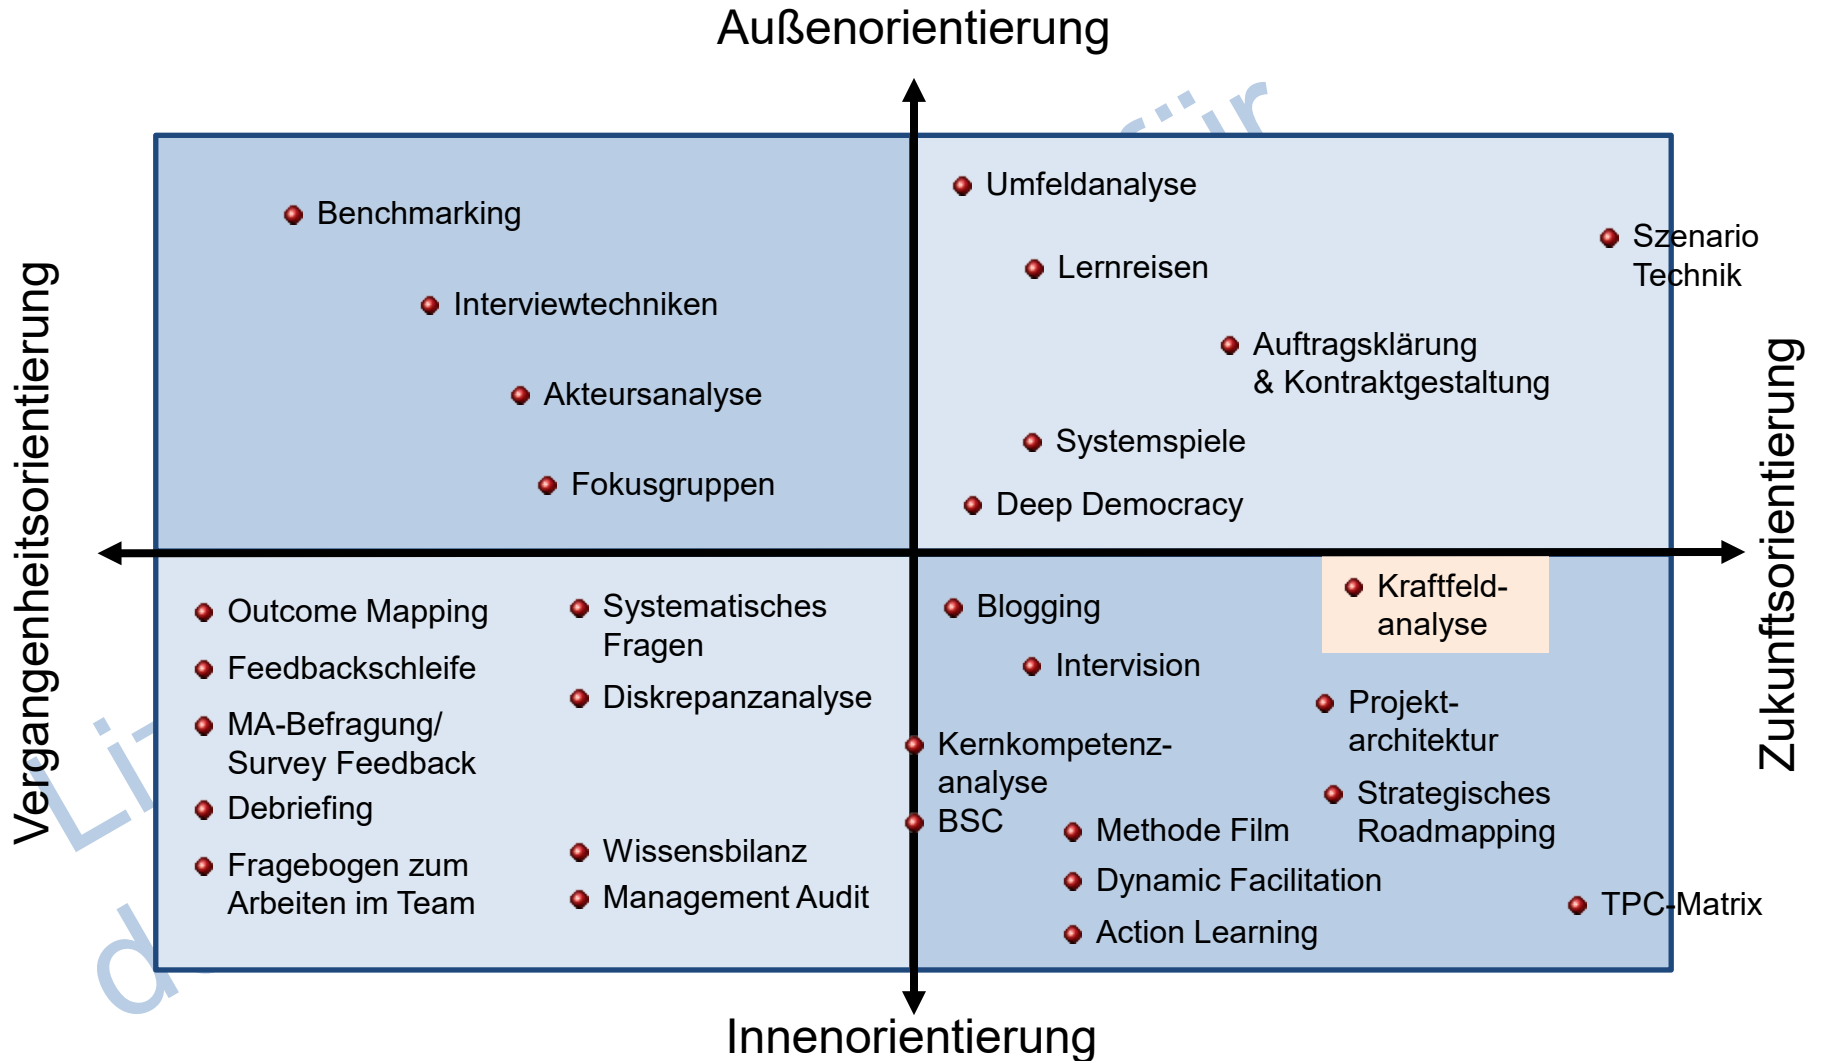 Außenorientierung
Vergangenheitsorientierung
Zukunftsorientierung
Innenorientierung
für
Benchmarking
Interviewtechniken
Akteursanalyse
Fokusgruppen
Umfeldanalyse
Lernreisen
Szenario
Technik
Auftragsklärung
& Kontraktgestaltung
Systemspiele
Deep Democracy
Outcome Mapping
Feedbackschleife
MA-Befragung/
Survey Feedback
Debriefing
Fragebogen zum
Arbeiten im Team
Systematisches
Fragen
Diskrepanzanalyse
Wissensbilanz
Management Audit
Blogging
Intervision
Kernkompetenz-
analyse
BSC
Methode Film
Dynamic Facilitation
Action Learning
Kraftfeld-
analyse
Projekt-
architektur
Strategisches
Roadmapping
TPC-Matrix